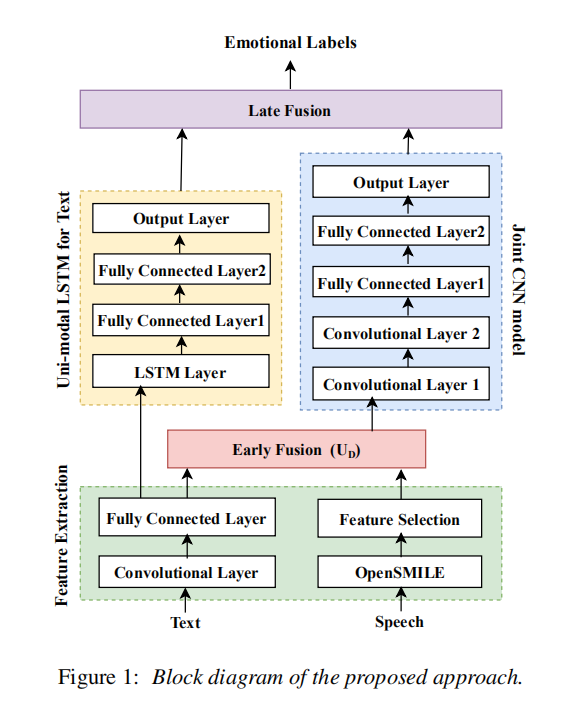 Emotional Labels
Late Fusion
Uni-modal LSTM for Text
Output Layer
Fully Connected Layer2
Fully Connected Layer1
LSTM Layer
Joint CNN model
Output Layer
Fully Connected Layer2
Fully Connected Layer1
Convolutional Layer 2
Convolutional Layer 1
Early Fusion (UD)
Feature Extraction
Fully Connected Layer
Convolutional Layer
Feature Selection
OpenSMILE
Text
Speech
Figure 1: Block diagram of the proposed approach.